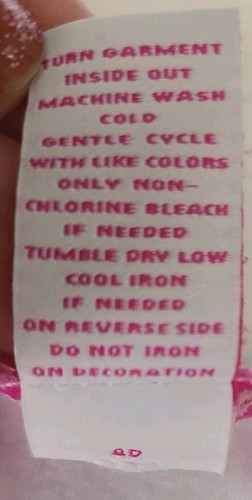 TURN GARMENT
INSIDE OUT
MACHINE WASH
COLD
GENTLE CYCLE
WITH LIKE COLORS
ONLY NON-
CHLORINE BLEACH
IF NEEDED
TUMBLE DRY LOW
COOL IRON
IF NEEDED
ON REVERSE SIDE
DO NOT IRON
ON DECORATION